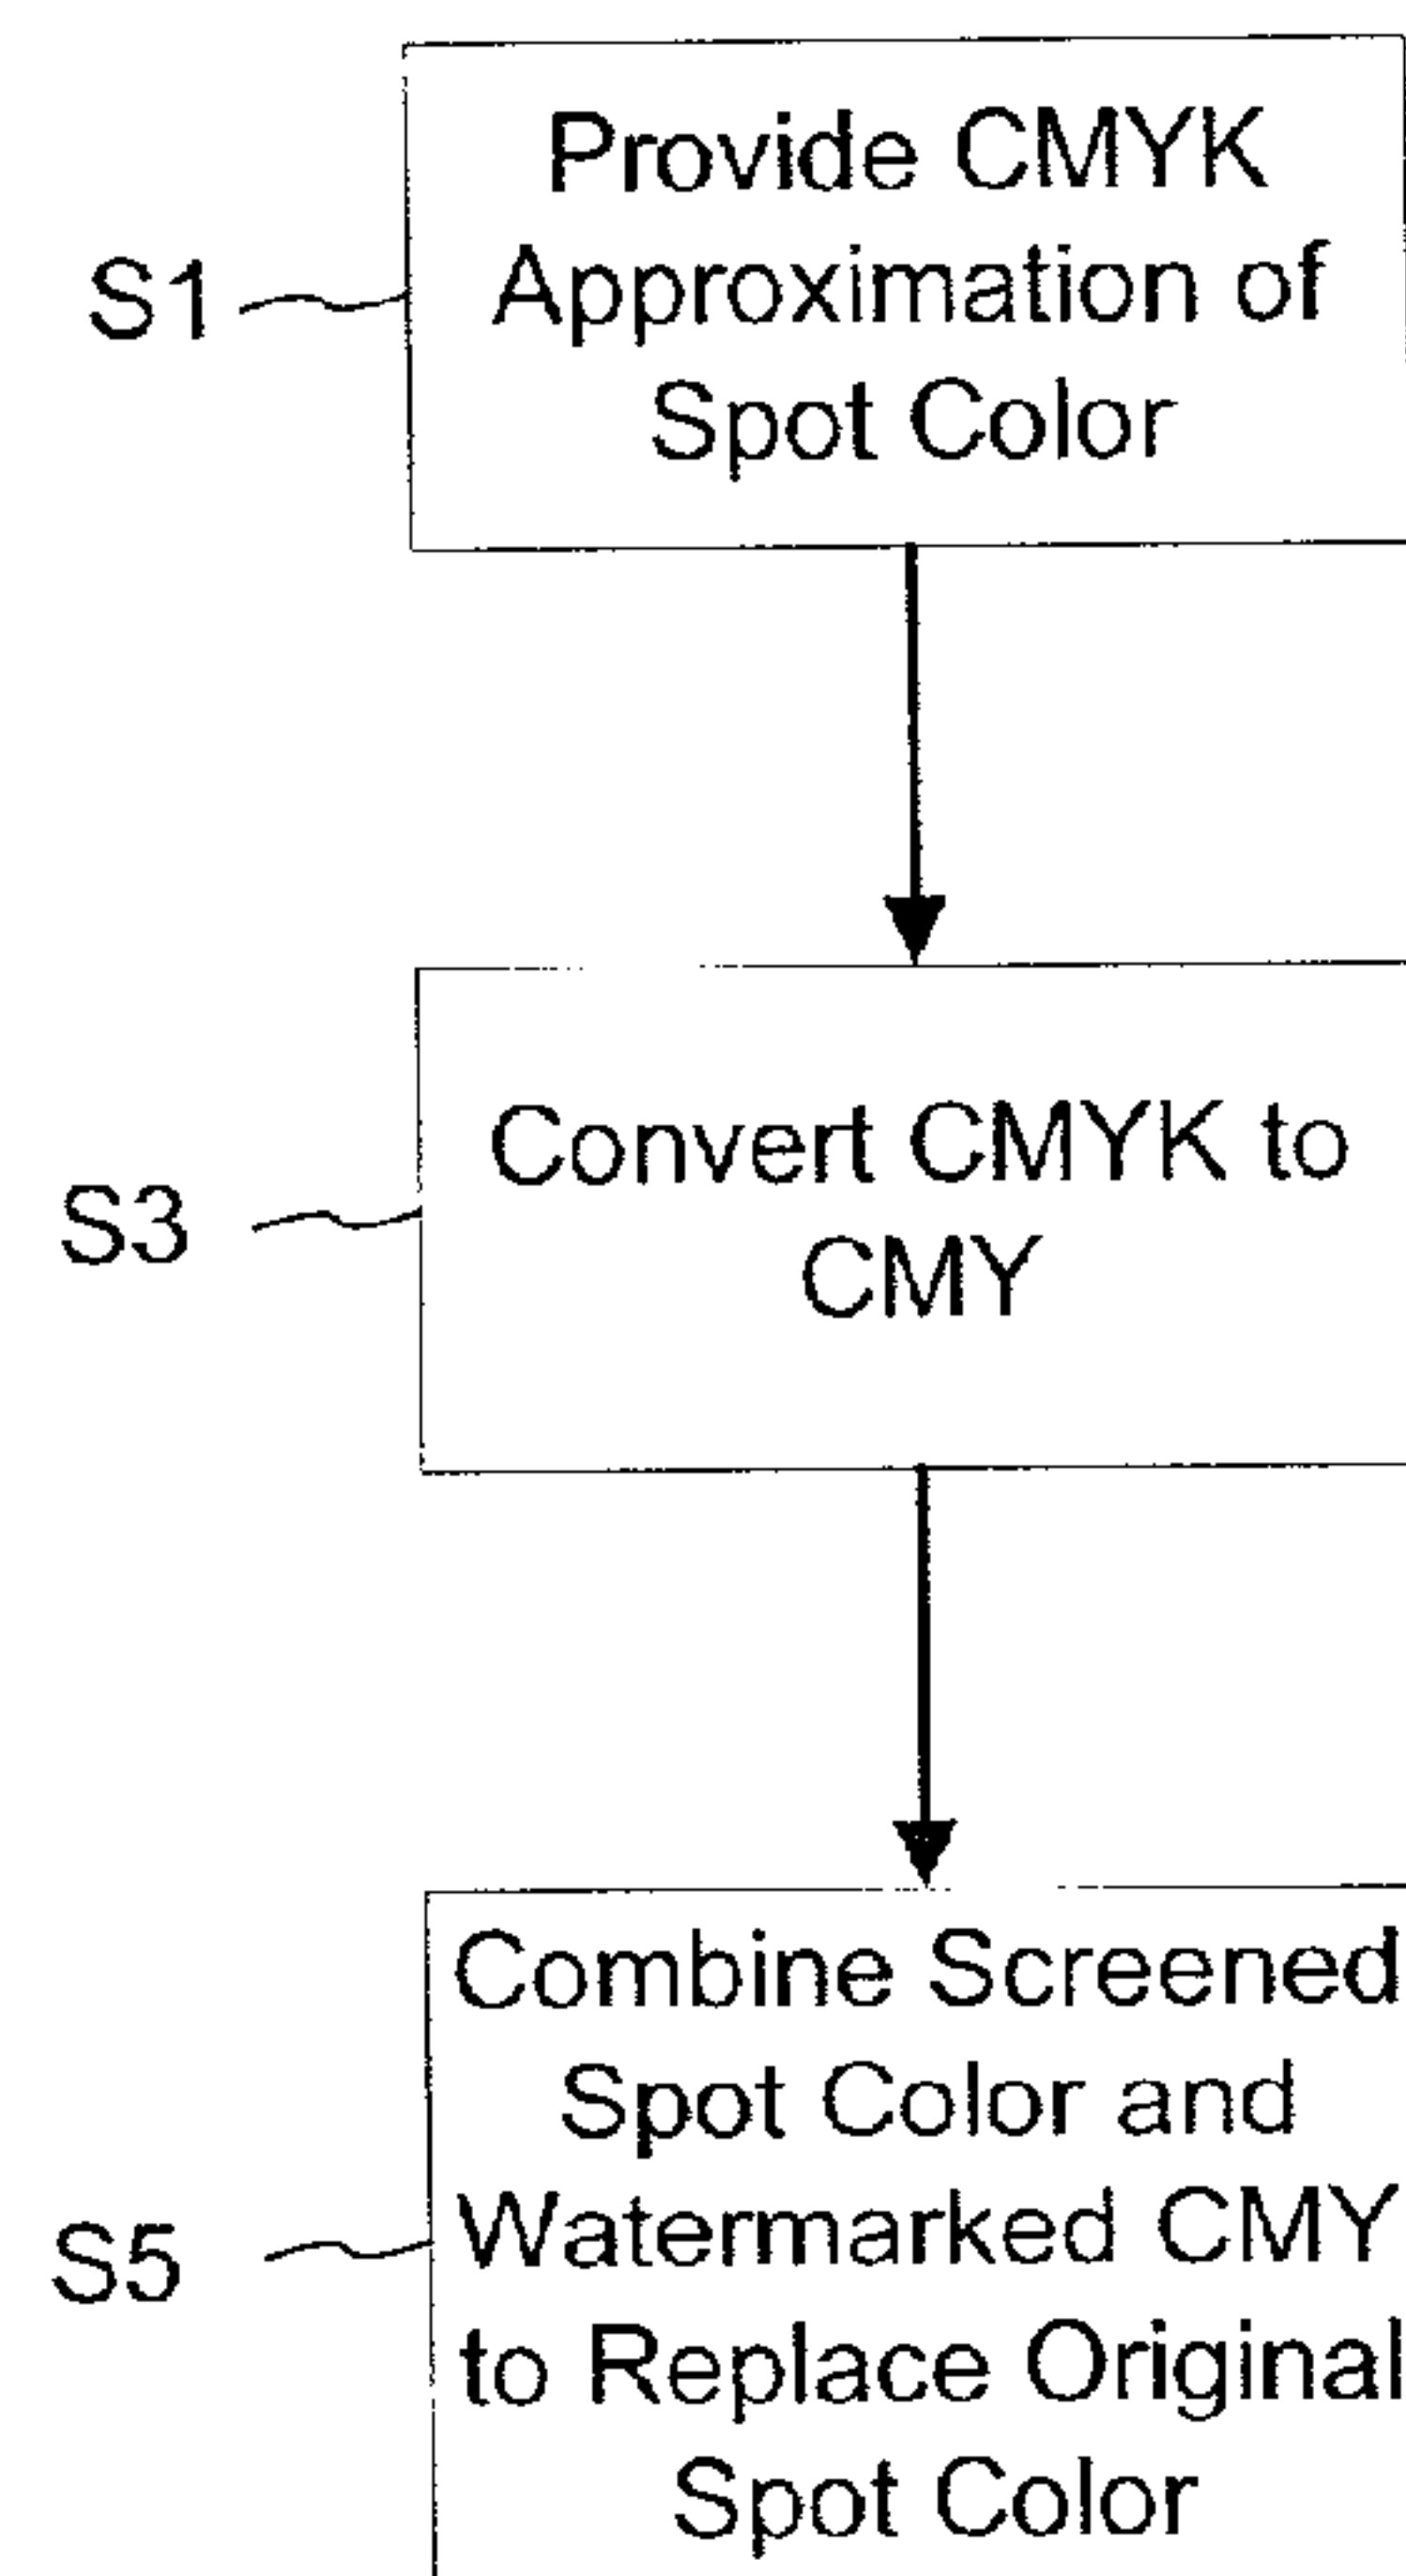 Provide CMYK
Approximation of
Spot Color
S1
Convert CMYK to
CMY
S3
Combine Screened
Spot Color and
Watermarked CMY
to Replace Original
Spot Color
S5